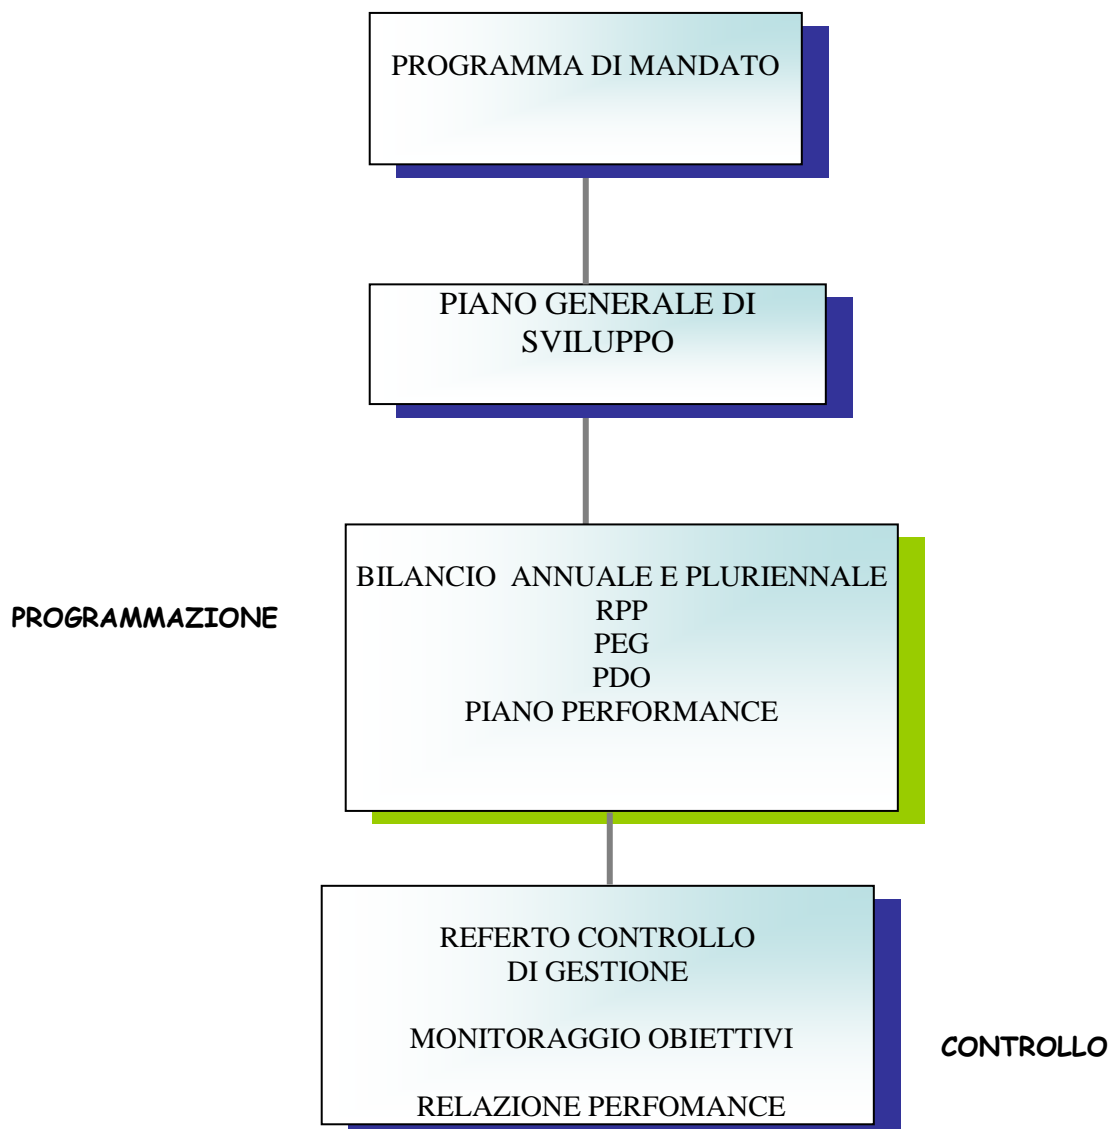 PROGRAMMA DI MANDATO
PIANO GENERALE DI
SVILUPPO
BILANCIO ANNUALE E PLURIENNALE
RPP
PEG
PDO
PIANO PERFORMANCE
PROGRAMMAZIONE
REFERTO CONTROLLO
DI GESTIONE
MONITORAGGIO OBIETTIVI
RELAZIONE PERFOMANCE
CONTROLLO